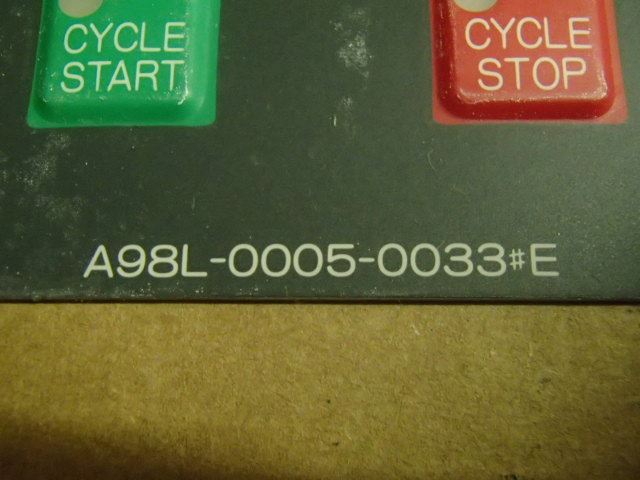 CYCLE
START
CYCLE
STOP
A98L-0005-0033#E